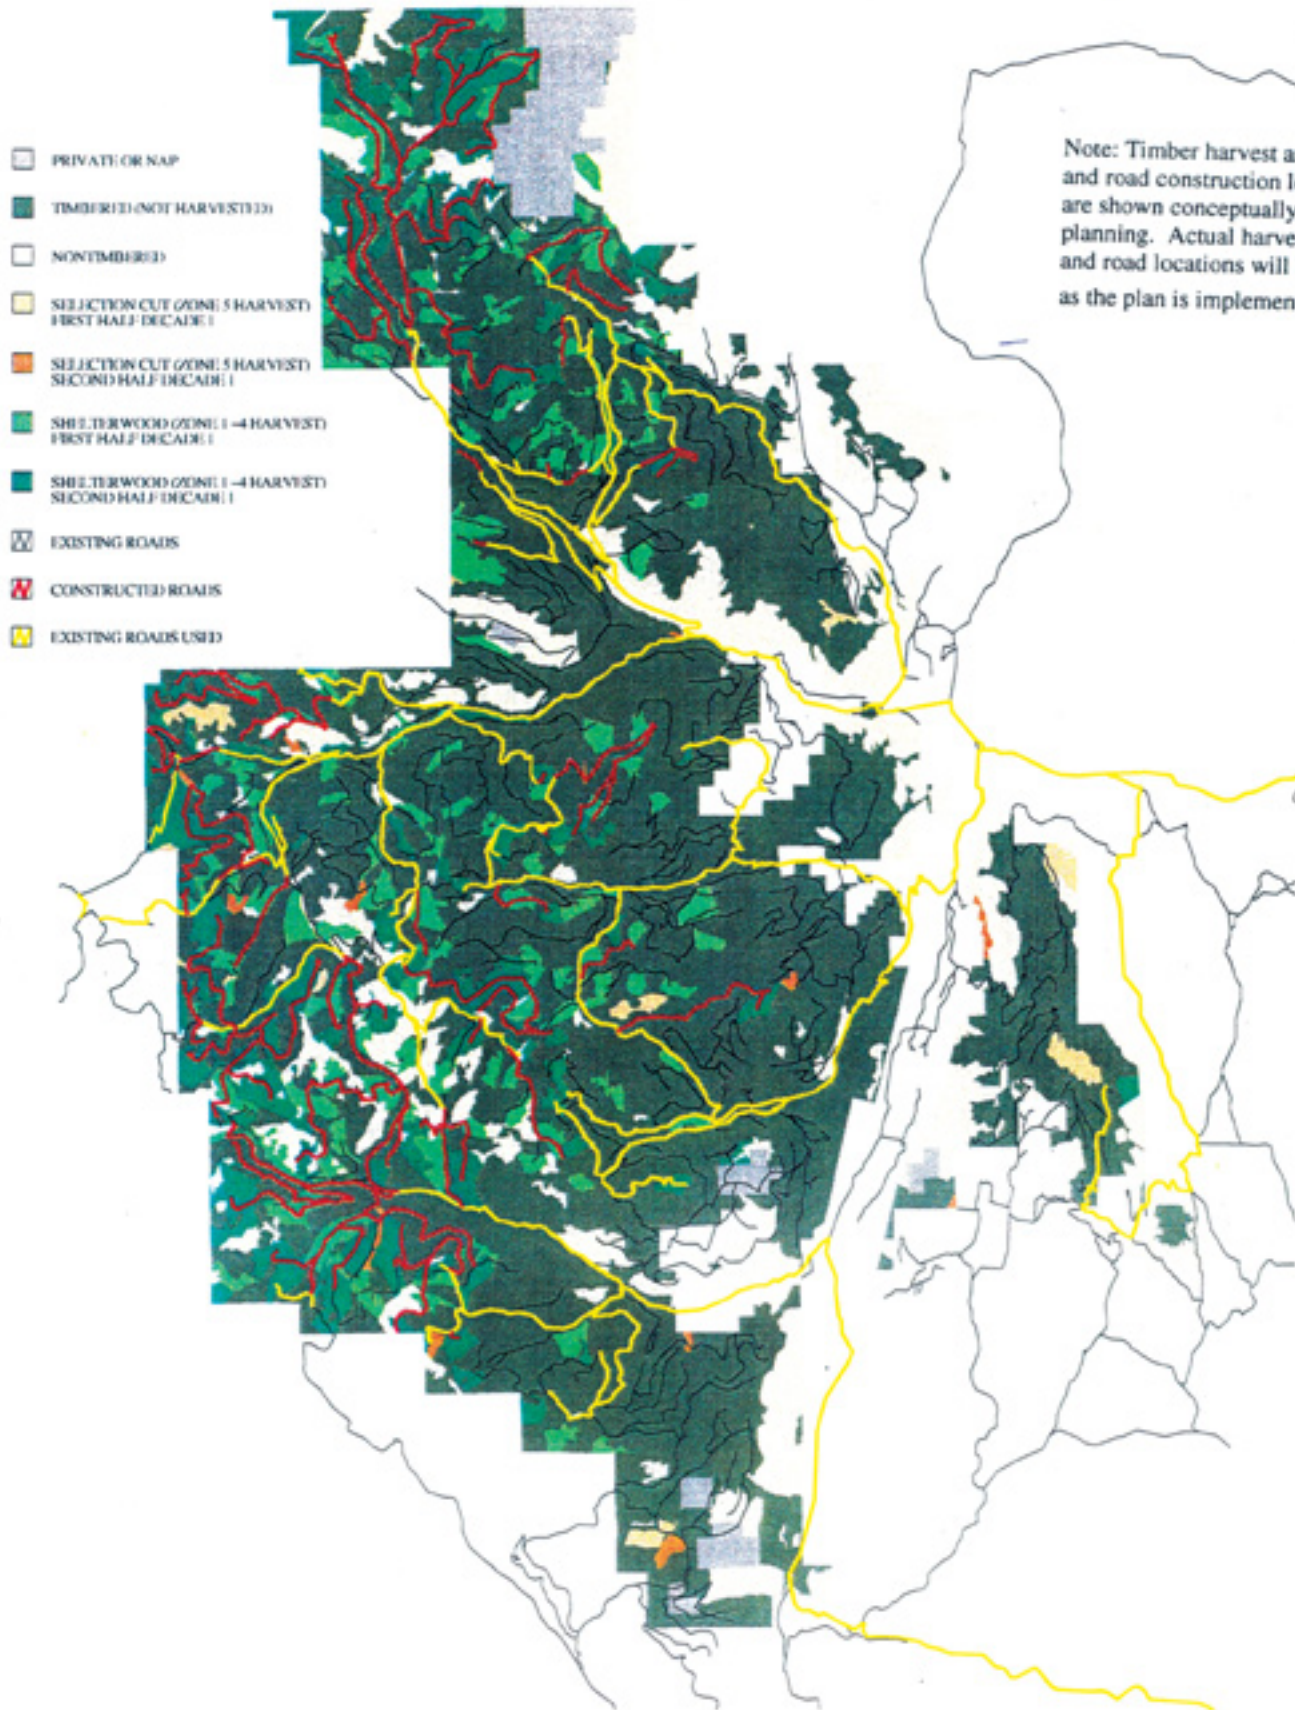 PRIVATE OR NAP
TIMBERED (NOT HARVESTED)
NONTIMBERED
SELECTION CUT (ZONE 5 HARVEST)
FIRST HALF DECADE 1
SELECTION CUT (ZONE 5 HARVEST)
SECOND HALF DECADE 1
SHELTERWOOD (ZONE 1 -4 HARVEST)
FIRST HALF DECADE 1
SHELTERWOOD (ZONE 1 -4 HARVEST)
SECOND HALF DECADE 1
EXISTING ROADS
CONSTRUCTED ROADS
EXISTING ROADS USED
Note: Timber harvest a
and road construction l
are shown conceptually
planning. Actual harve
and road locations will
as the plan is implemen